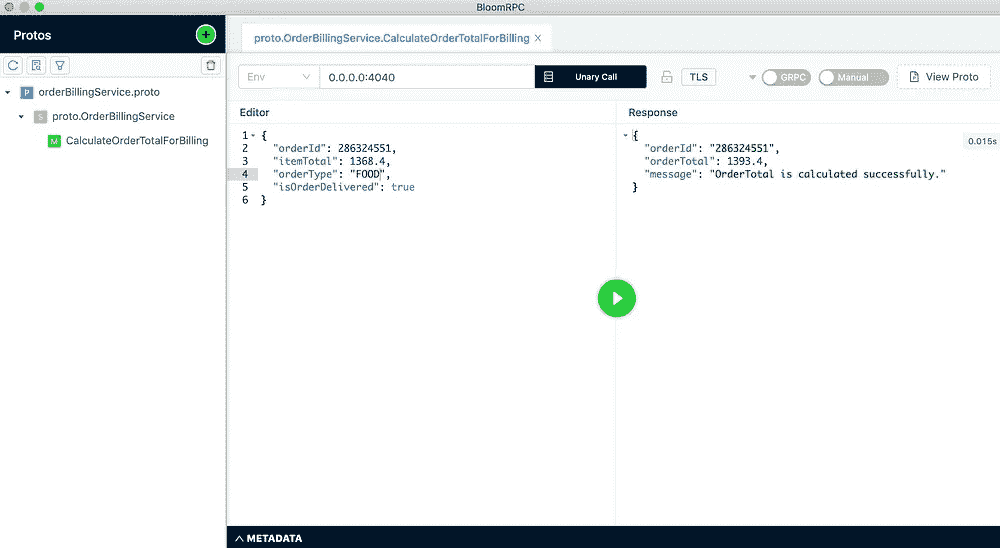 BloomRPC
Protos
proto.OrderBillingService.CalculateOrderTotalForBilling
Env
0.0.0.0:4040
Unary Call
TLS
GRPC
Manual
View Proto
P orderBillingService.proto
S proto.OrderBillingService
M CalculateOrderTotalForBilling
Editor
1 {
2 "orderId": 286324551,
3 "itemTotal": 1368.4,
4 "orderType": "FOOD",
5 "isOrderDelivered": true
6 }
Response
{
"orderId": "286324551",
"orderTotal": 1393.4,
"message": "OrderTotal is calculated successfully."
}
0.015s
METADATA